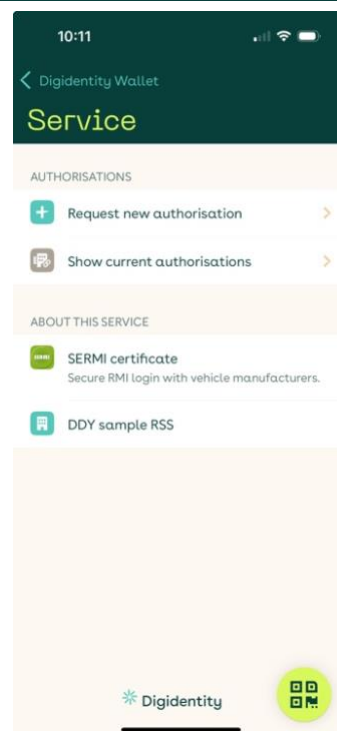 10:11
Digidentity Wallet
Service
AUTHORISATIONS
Request new authorisation
Show current authorisations
ABOUT THIS SERVICE
SERMI
SERMI certificate
Secure RMI login with vehicle manufacturers.
DDY sample RSS
Digidentity